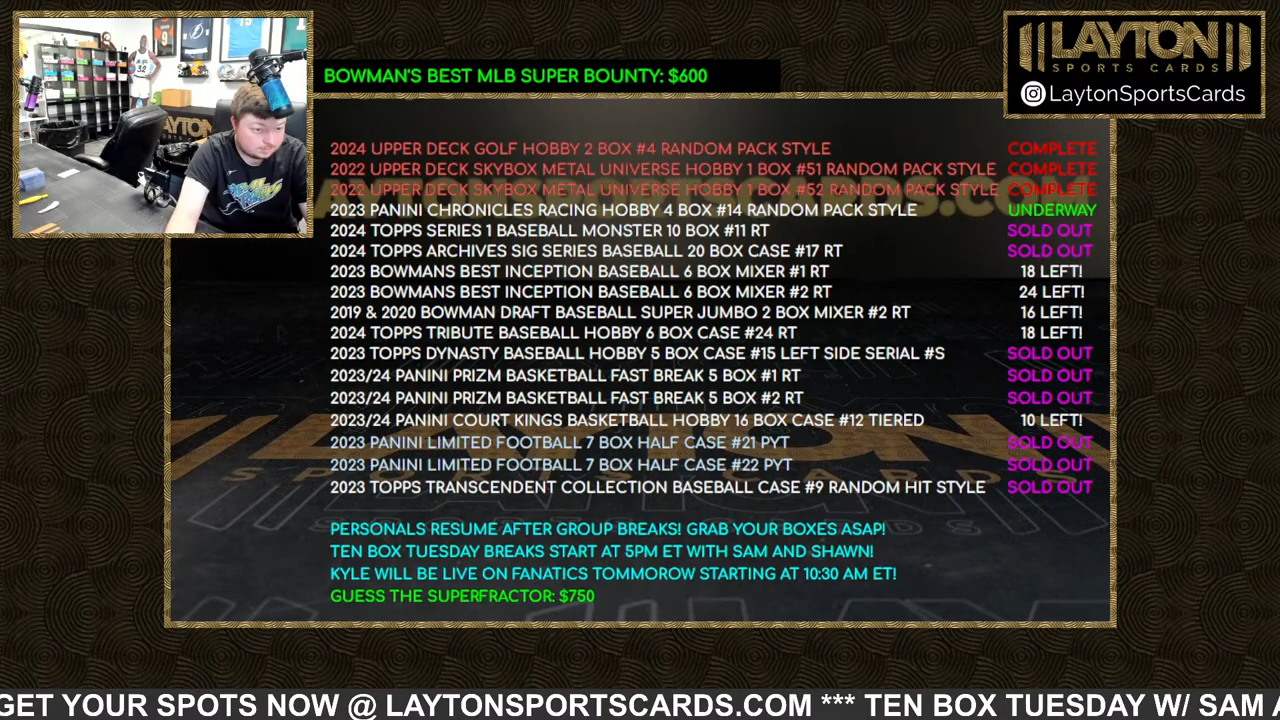 BOWMAN'S BEST MLB SUPER BOUNTY: $600
LAYTON
SPORTS CARDS
LaytonSportsCards
2024 UPPER DECK GOLF HOBBY 2 BOX #4 RANDOM PACK STYLE COMPLETE
2022 UPPER DECK SKYBOX METAL UNIVERSE HOBBY 1 BOX #51 RANDOM PACK STYLE COMPLETE
2022 UPPER DECK SKYBOX METAL UNIVERSE HOBBY 1 BOX #52 RANDOM PACK STYLE COMPLETE
2023 PANINI CHRONICLES RACING HOBBY 4 BOX #14 RANDOM PACK STYLE UNDERWAY
2024 TOPPS SERIES 1 BASEBALL MONSTER 10 BOX #11 RT SOLD OUT
2024 TOPPS ARCHIVES SIG SERIES BASEBALL 20 BOX CASE #17 RT SOLD OUT
2023 BOWMANS BEST INCEPTION BASEBALL 6 BOX MIXER #1 RT 18 LEFT!
2023 BOWMANS BEST INCEPTION BASEBALL 6 BOX MIXER #2 RT 24 LEFT!
2019 & 2020 BOWMAN DRAFT BASEBALL SUPER JUMBO 2 BOX MIXER #2 RT 16 LEFT!
2024 TOPPS TRIBUTE BASEBALL HOBBY 6 BOX CASE #24 RT 18 LEFT!
2023 TOPPS DYNASTY BASEBALL HOBBY 5 BOX CASE #15 LEFT SIDE SERIAL #S SOLD OUT
2023/24 PANINI PRIZM BASKETBALL FAST BREAK 5 BOX #1 RT SOLD OUT
2023/24 PANINI PRIZM BASKETBALL FAST BREAK 5 BOX #2 RT SOLD OUT
2023/24 PANINI COURT KINGS BASKETBALL HOBBY 16 BOX CASE #12 TIERED 10 LEFT!
2023 PANINI LIMITED FOOTBALL 7 BOX HALF CASE #21 PYT SOLD OUT
2023 PANINI LIMITED FOOTBALL 7 BOX HALF CASE #22 PYT SOLD OUT
2023 TOPPS TRANSCENDENT COLLECTION BASEBALL CASE #9 RANDOM HIT STYLE SOLD OUT
PERSONALS RESUME AFTER GROUP BREAKS! GRAB YOUR BOXES ASAP!
TEN BOX TUESDAY BREAKS START AT 5PM ET WITH SAM AND SHAWN!
KYLE WILL BE LIVE ON FANATICS TOMMOROW STARTING AT 10:30 AM ET!
GUESS THE SUPERFRACTOR: $750
GET YOUR SPOTS NOW @ LAYTONSPORTSCARDS.COM *** TEN BOX TUESDAY W/ SAM